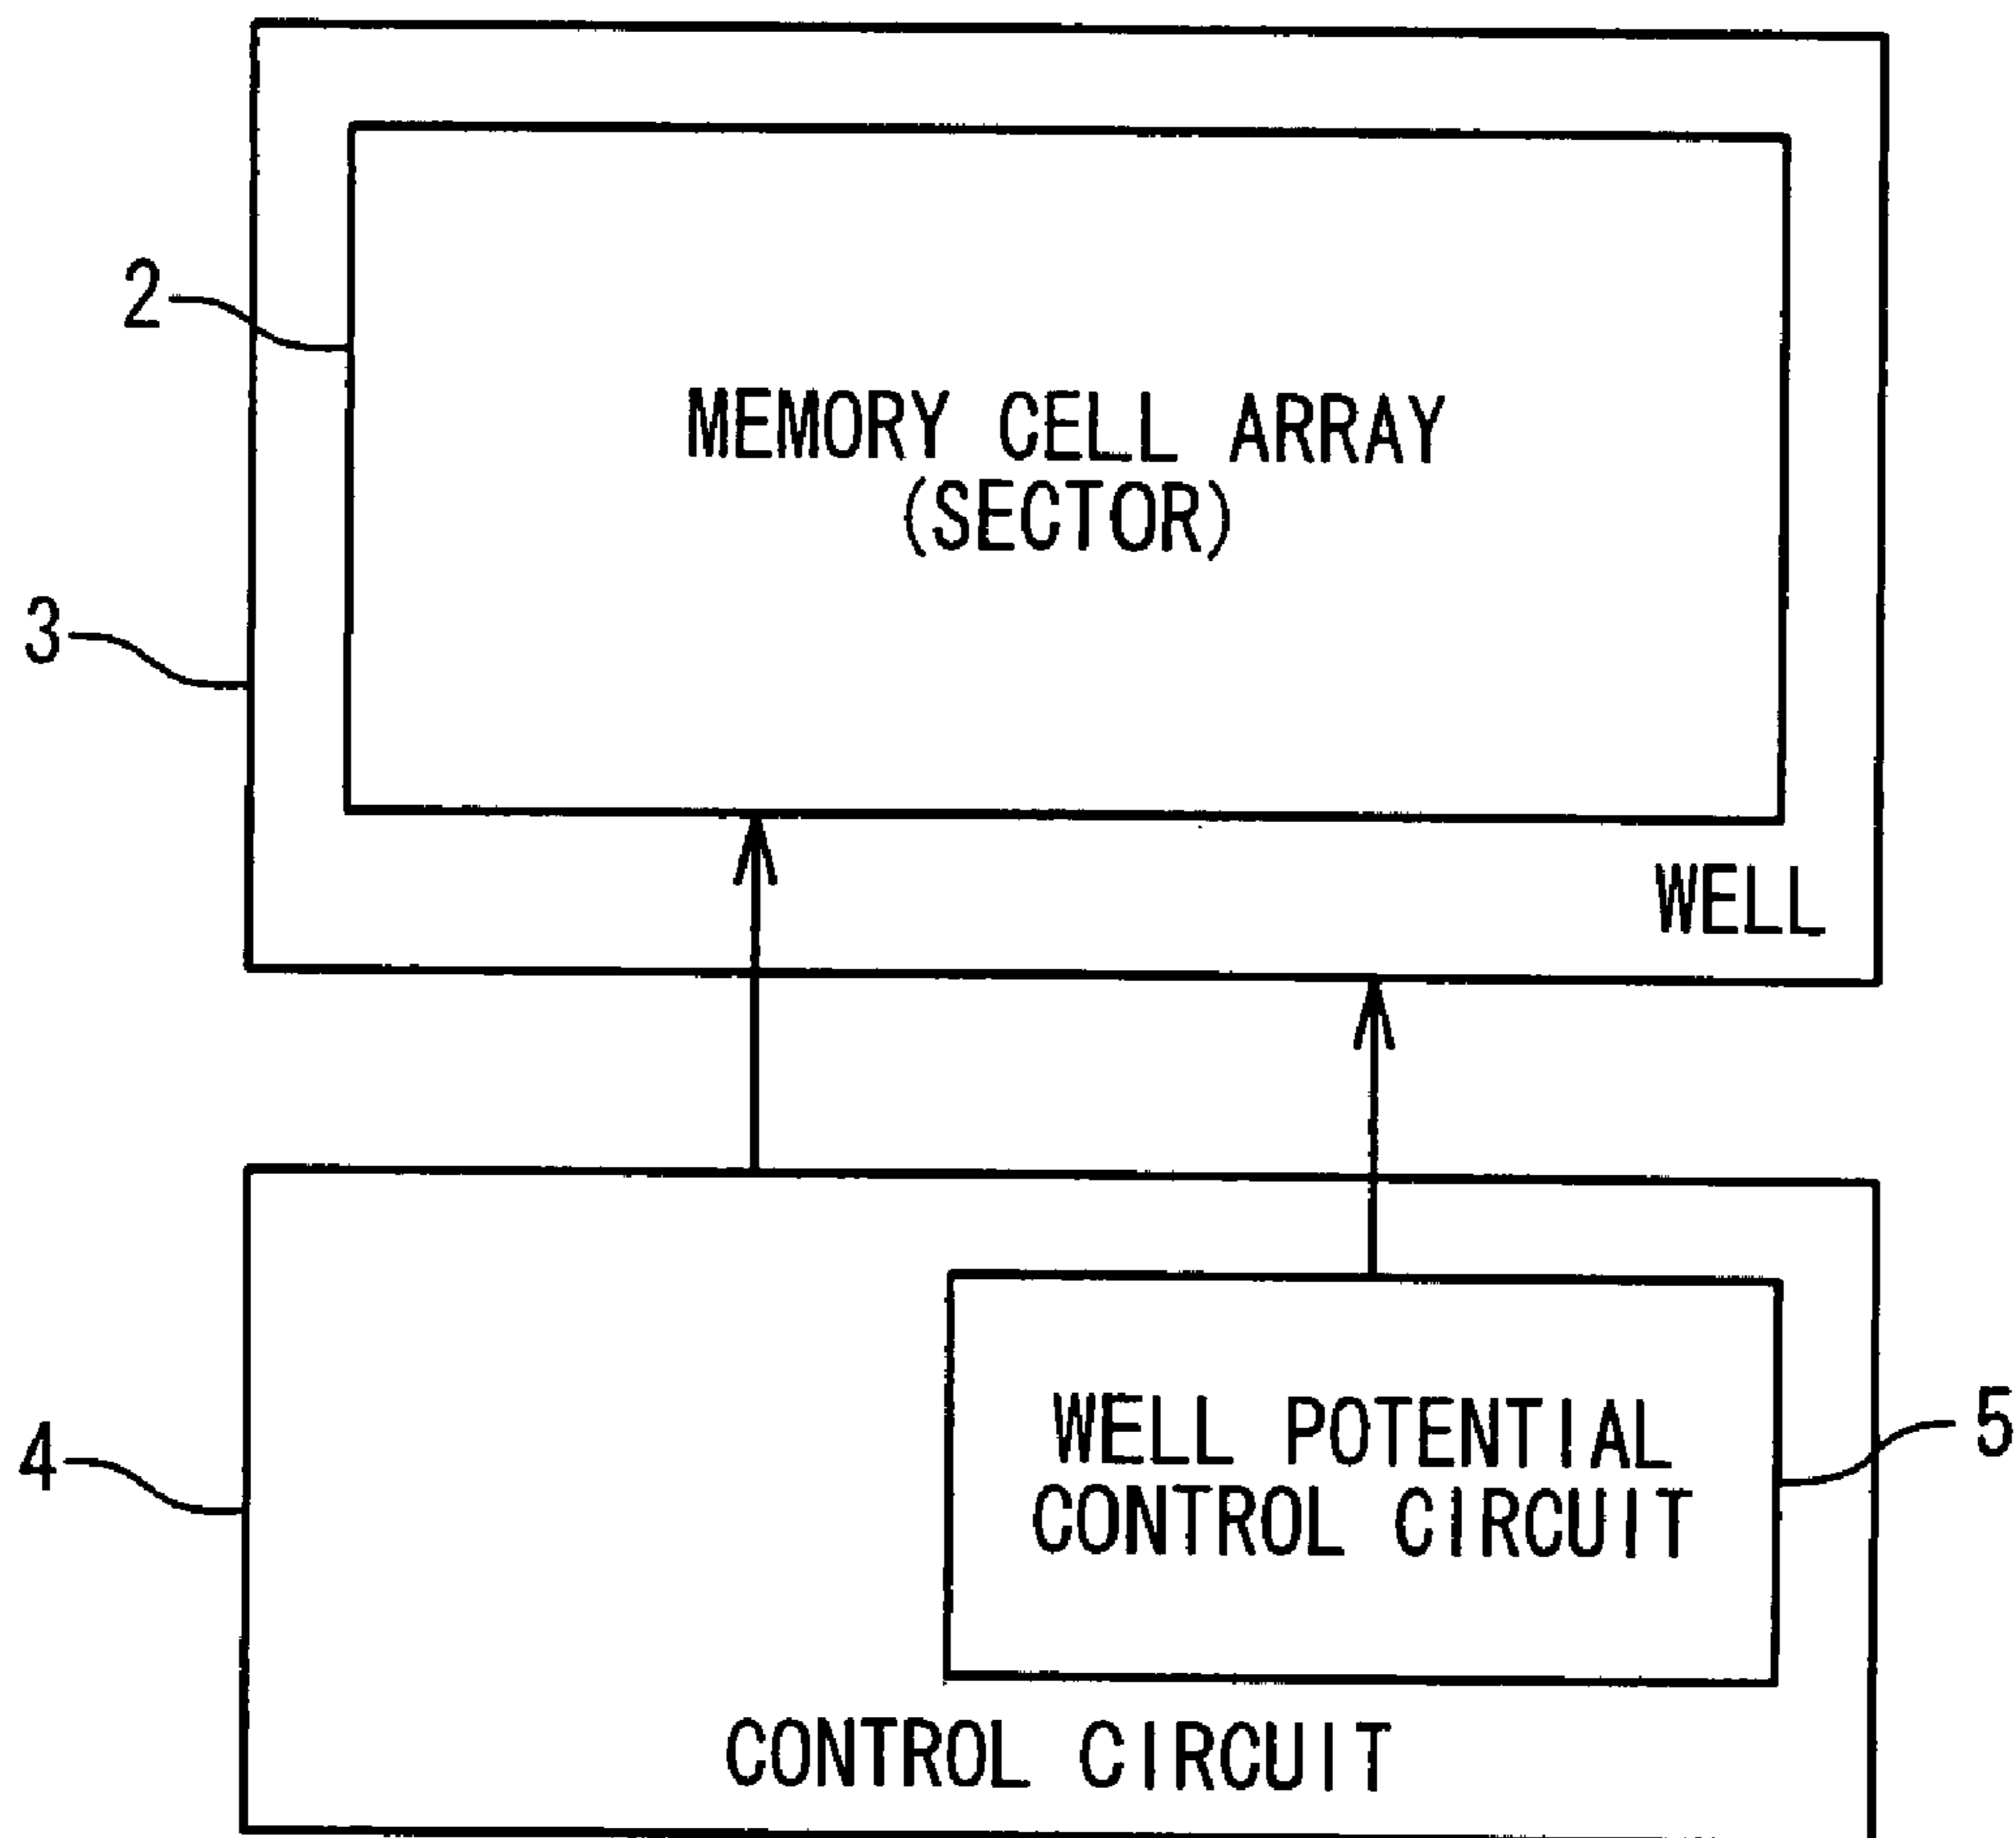 2
MEMORY CELL ARRAY
(SECTOR)
3
WELL
4
WELL POTENTIAL
CONTROL CIRCUIT
5
CONTROL CIRCUIT